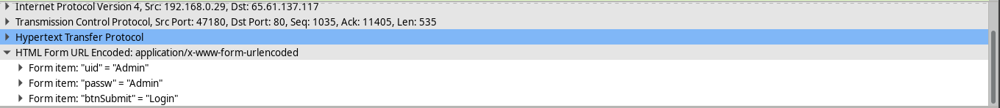 Internet Protocol Version 4, Src: 192.168.0.29, Dst: 65.61.137.117
Transmission Control Protocol, Src Port: 47180, Dst Port: 80, Seq: 1035, Ack: 11405, Len: 535
Hypertext Transfer Protocol
HTML Form URL Encoded: application/x-www-form-urlencoded
Form item: "uid" = "Admin"
Form item: "passw" = "Admin"
Form item: "btnSubmit" = "Login"